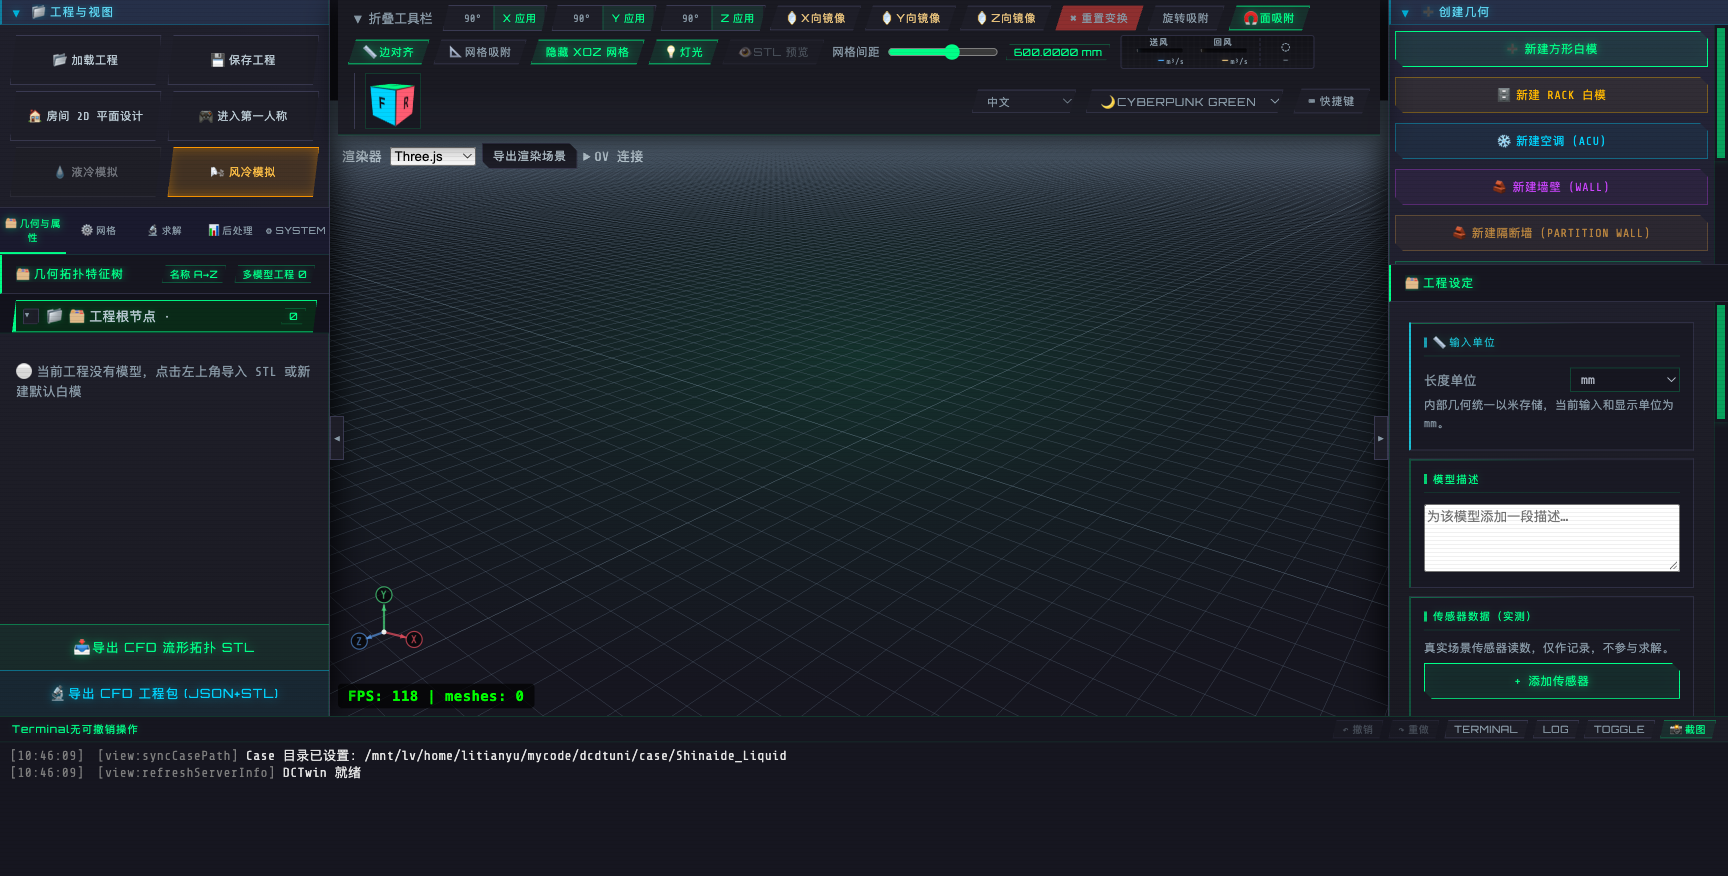 ▼ 工程与视图
加载工程
保存工程
房间 2D 平面设计
进入第一人称
液冷模拟
风冷模拟
几何与属性
网格
求解
后处理
SYSTEM
几何拓扑特征树
名称 A→Z
多模型工程 0
工程根节点 ·
0
当前工程没有模型，点击左上角导入 STL 或新
建默认白模
导出 CFD 流形拓扑 STL
导出 CFD 工程包 (JSON+STL)
▼ 折叠工具栏
90°
X 应用
90°
Y 应用
90°
Z 应用
X向镜像
Y向镜像
Z向镜像
重置变换
旋转吸附
面吸附
边对齐
网格吸附
隐藏 XOZ 网格
灯光
STL 预览
网格间距
600.0000 mm
送风
— m³/s
回风
— m³/s
—
F
R
中文
CYBERPUNK GREEN
快捷键
渲染器
Three.js
导出渲染场景
▶ OV 连接
Y
Z
X
FPS: 118 | meshes: 0
▼ 创建几何
新建方形白模
新建 RACK 白模
新建空调 (ACU)
新建墙壁 (WALL)
新建隔断墙 (PARTITION WALL)
工程设定
输入单位
长度单位
mm
内部几何统一以米存储，当前输入和显示单位为
mm。
模型描述
为该模型添加一段描述…
传感器数据 (实测)
真实场景传感器读数，仅作记录，不参与求解。
+ 添加传感器
Terminal无可撤销操作
↶ 撤销
↷ 重做
TERMINAL
LOG
TOGGLE
截图
[10:46:09] [view:syncCasePath] Case 目录已设置: /mnt/lv/home/litianyu/mycode/dcdtuni/case/Shinaide_Liquid
[10:46:09] [view:refreshServerInfo] DCTwin 就绪